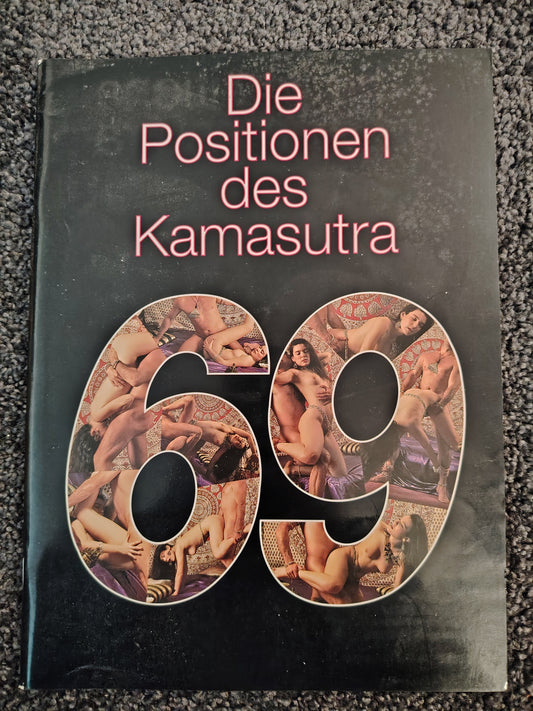 Die
Positionen
des
Kamasutra
69